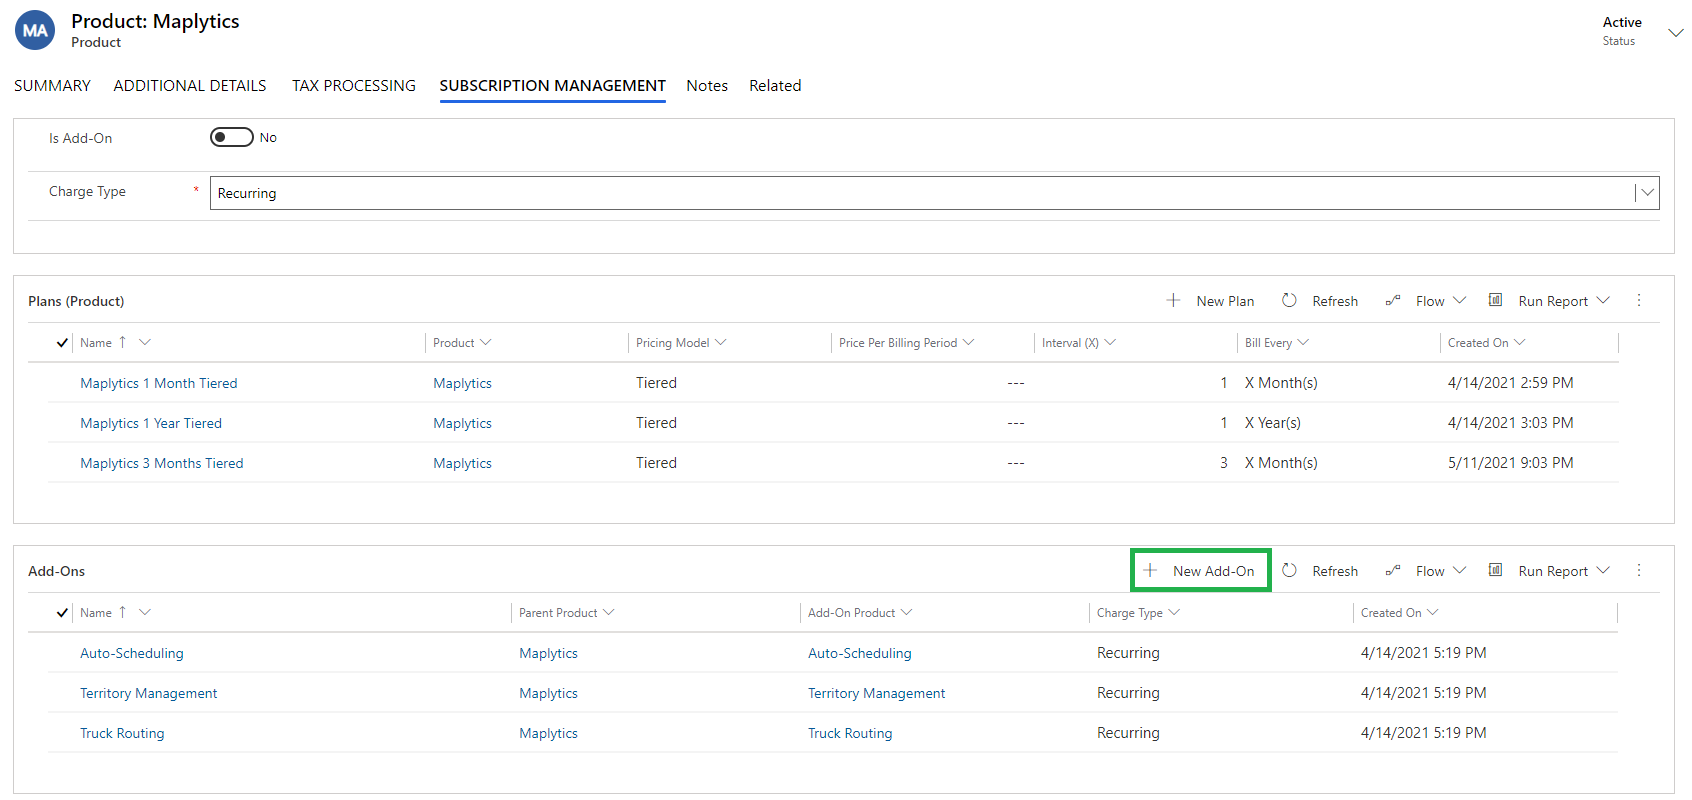 MA
Product: Maplytics
Product
Active
Status
SUMMARY ADDITIONAL DETAILS TAX PROCESSING SUBSCRIPTION MANAGEMENT Notes Related
Is Add-On No
Charge Type * Recurring
Plans (Product) New Plan Refresh Flow Run Report
Name Product Pricing Model Price Per Billing Period Interval (X) Bill Every Created On
Maplytics 1 Month Tiered Maplytics Tiered --- 1 X Month(s) 4/14/2021 2:59 PM
Maplytics 1 Year Tiered Maplytics Tiered --- 1 X Year(s) 4/14/2021 3:03 PM
Maplytics 3 Months Tiered Maplytics Tiered --- 3 X Month(s) 5/11/2021 9:03 PM
Add-Ons New Add-On Refresh Flow Run Report
Name Parent Product Add-On Product Charge Type Created On
Auto-Scheduling Maplytics Auto-Scheduling Recurring 4/14/2021 5:19 PM
Territory Management Maplytics Territory Management Recurring 4/14/2021 5:19 PM
Truck Routing Maplytics Truck Routing Recurring 4/14/2021 5:19 PM